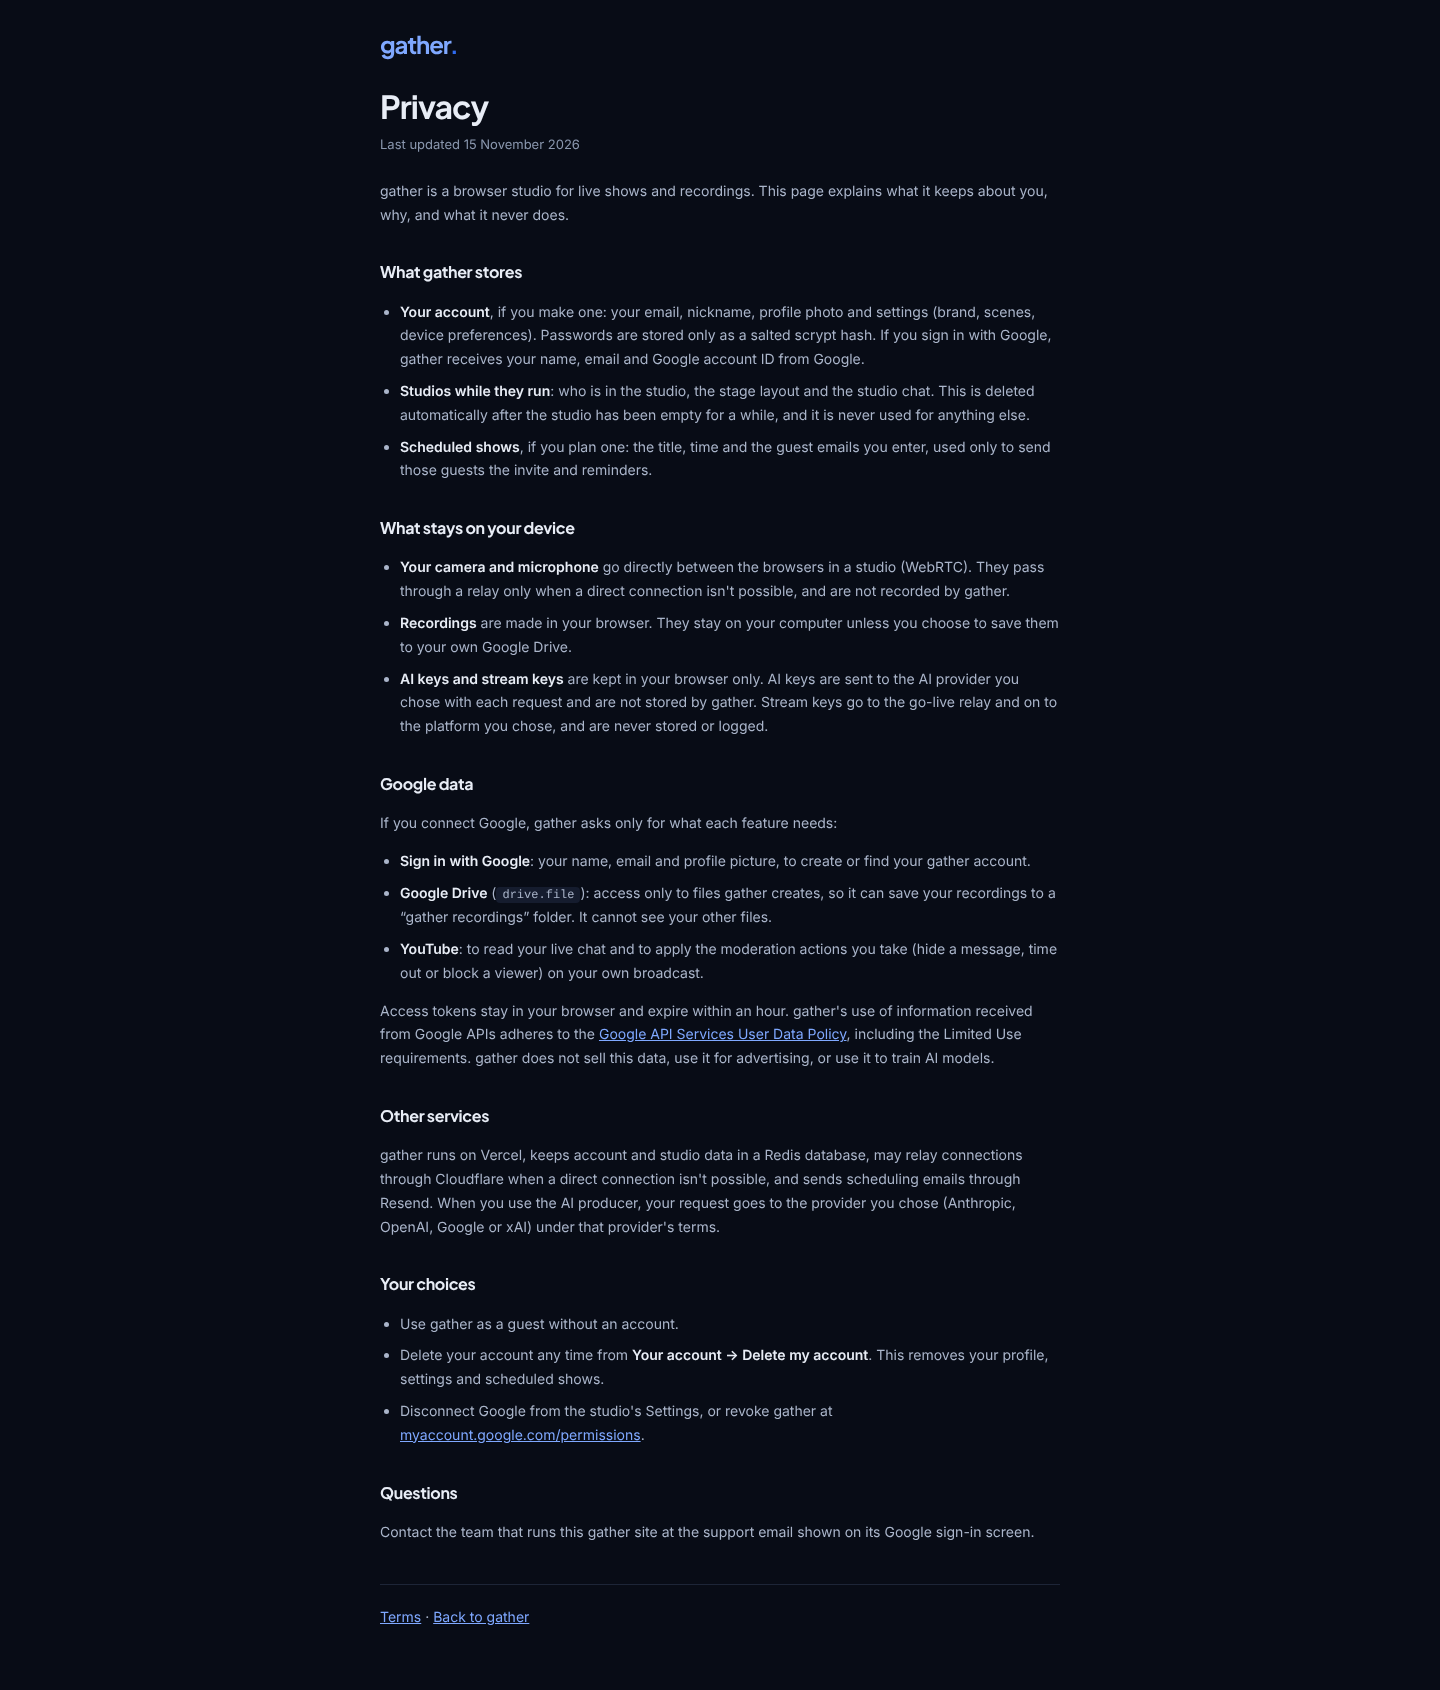 gather.
Privacy
Last updated 15 November 2026
gather is a browser studio for live shows and recordings. This page explains what it keeps about you,
why, and what it never does.
What gather stores
• Your account, if you make one: your email, nickname, profile photo and settings (brand, scenes,
device preferences). Passwords are stored only as a salted scrypt hash. If you sign in with Google,
gather receives your name, email and Google account ID from Google.
• Studios while they run: who is in the studio, the stage layout and the studio chat. This is deleted
automatically after the studio has been empty for a while, and it is never used for anything else.
• Scheduled shows, if you plan one: the title, time and the guest emails you enter, used only to send
those guests the invite and reminders.
What stays on your device
• Your camera and microphone go directly between the browsers in a studio (WebRTC). They pass
through a relay only when a direct connection isn't possible, and are not recorded by gather.
• Recordings are made in your browser. They stay on your computer unless you choose to save them
to your own Google Drive.
• AI keys and stream keys are kept in your browser only. AI keys are sent to the AI provider you
chose with each request and are not stored by gather. Stream keys go to the go-live relay and on to
the platform you chose, and are never stored or logged.
Google data
If you connect Google, gather asks only for what each feature needs:
• Sign in with Google: your name, email and profile picture, to create or find your gather account.
• Google Drive (drive.file): access only to files gather creates, so it can save your recordings to a
“gather recordings” folder. It cannot see your other files.
• YouTube: to read your live chat and to apply the moderation actions you take (hide a message, time
out or block a viewer) on your own broadcast.
Access tokens stay in your browser and expire within an hour. gather's use of information received
from Google APIs adheres to the Google API Services User Data Policy, including the Limited Use
requirements. gather does not sell this data, use it for advertising, or use it to train AI models.
Other services
gather runs on Vercel, keeps account and studio data in a Redis database, may relay connections
through Cloudflare when a direct connection isn't possible, and sends scheduling emails through
Resend. When you use the AI producer, your request goes to the provider you chose (Anthropic,
OpenAI, Google or xAI) under that provider's terms.
Your choices
• Use gather as a guest without an account.
• Delete your account any time from Your account → Delete my account. This removes your profile,
settings and scheduled shows.
• Disconnect Google from the studio's Settings, or revoke gather at
myaccount.google.com/permissions.
Questions
Contact the team that runs this gather site at the support email shown on its Google sign-in screen.
Terms · Back to gather